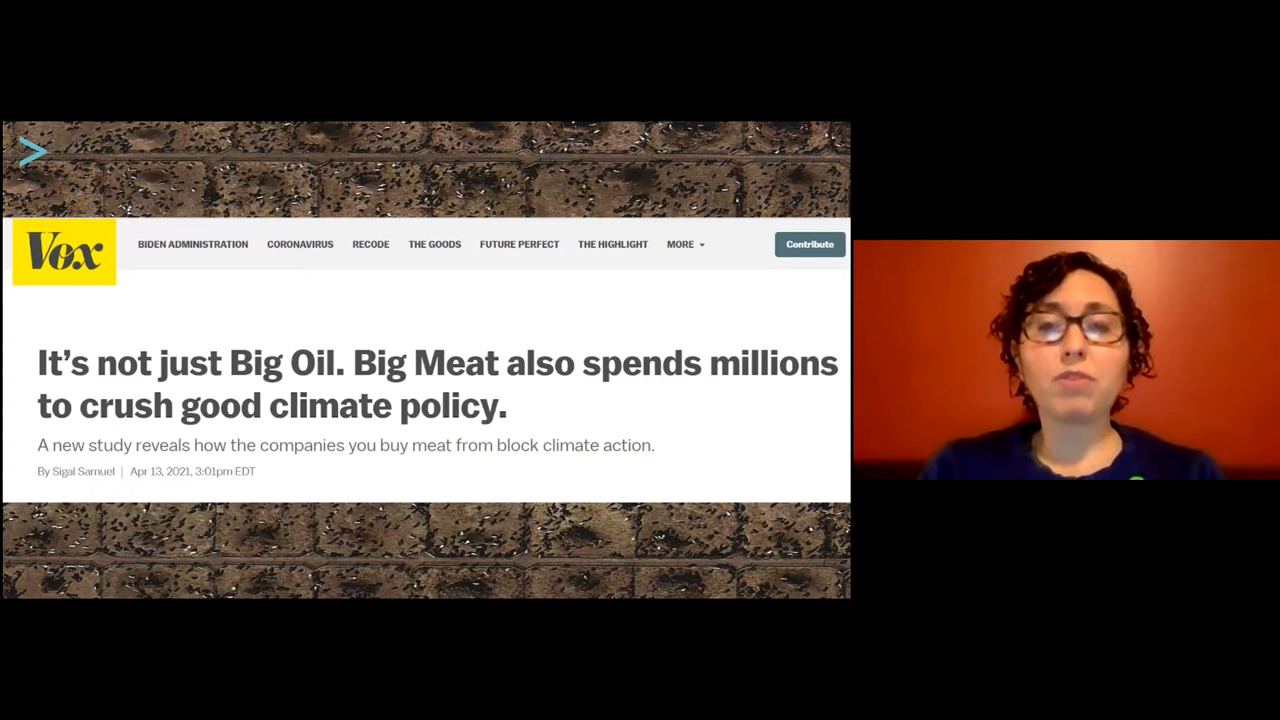 Vox
BIDEN ADMINISTRATION CORONAVIRUS RECODE THE GOODS FUTURE PERFECT THE HIGHLIGHT MORE
Contribute
It's not just Big Oil. Big Meat also spends millions
to crush good climate policy.
A new study reveals how the companies you buy meat from block climate action.
By Sigal Samuel | Apr 13, 2021, 3:01pm EDT